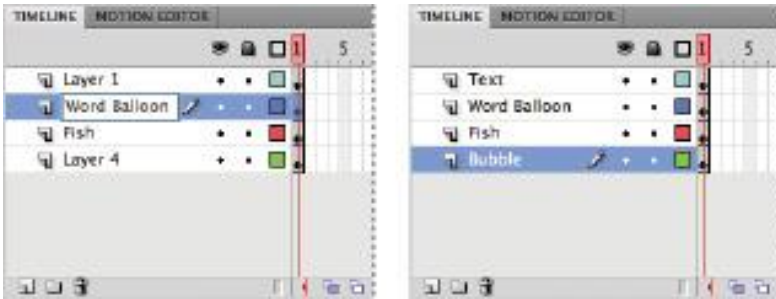 TIMELINE MOTION EDITOR
1 5
Layer 1
Word Balloon
Fish
Layer 4
TIMELINE MOTION EDITOR
1 5
Text
Word Balloon
Fish
Bubble